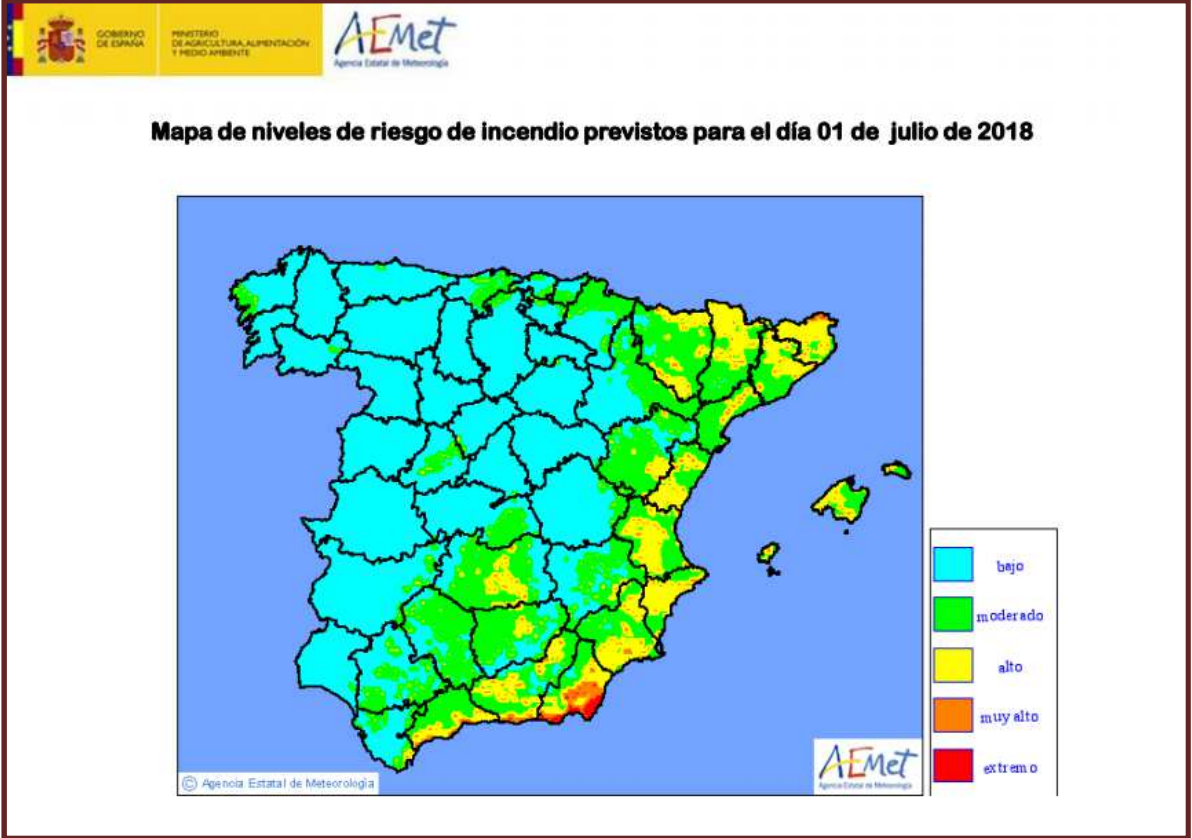 GOBIERNO
DE ESPAÑA
MINISTERIO
DE AGRICULTURA, ALIMENTACIÓN
Y MEDIO AMBIENTE
AEMet
Agencia Estatal de Meteorología
Mapa de niveles de riesgo de incendio previstos para el día 01 de julio de 2018
bajo
moderado
alto
muy alto
extremo
© Agencia Estatal de Meteorología
AEMet
Agencia Estatal de Meteorología